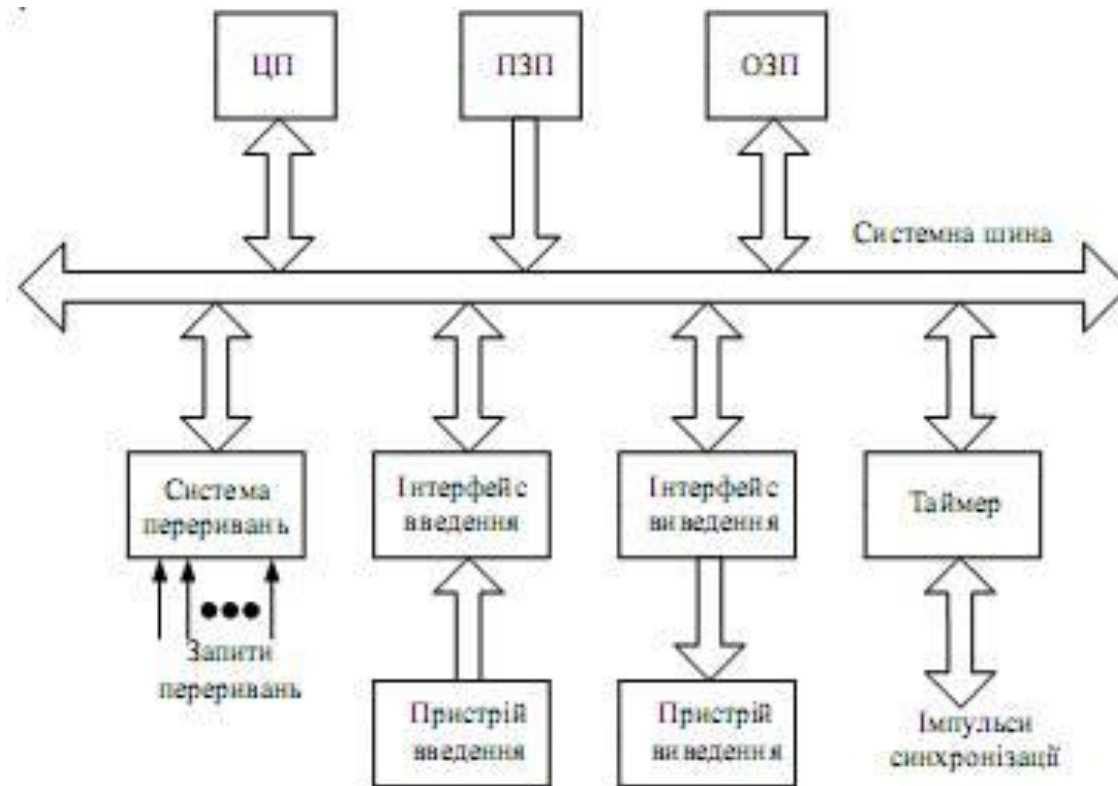 ЦП
ПЗП
ОЗП
Системна шина
Система
переривань
Інтерфейс
введення
Інтерфейс
виведення
Таймер
Запити
переривань
Пристрій
введення
Пристрій
виведення
Імпульси
синхронізації